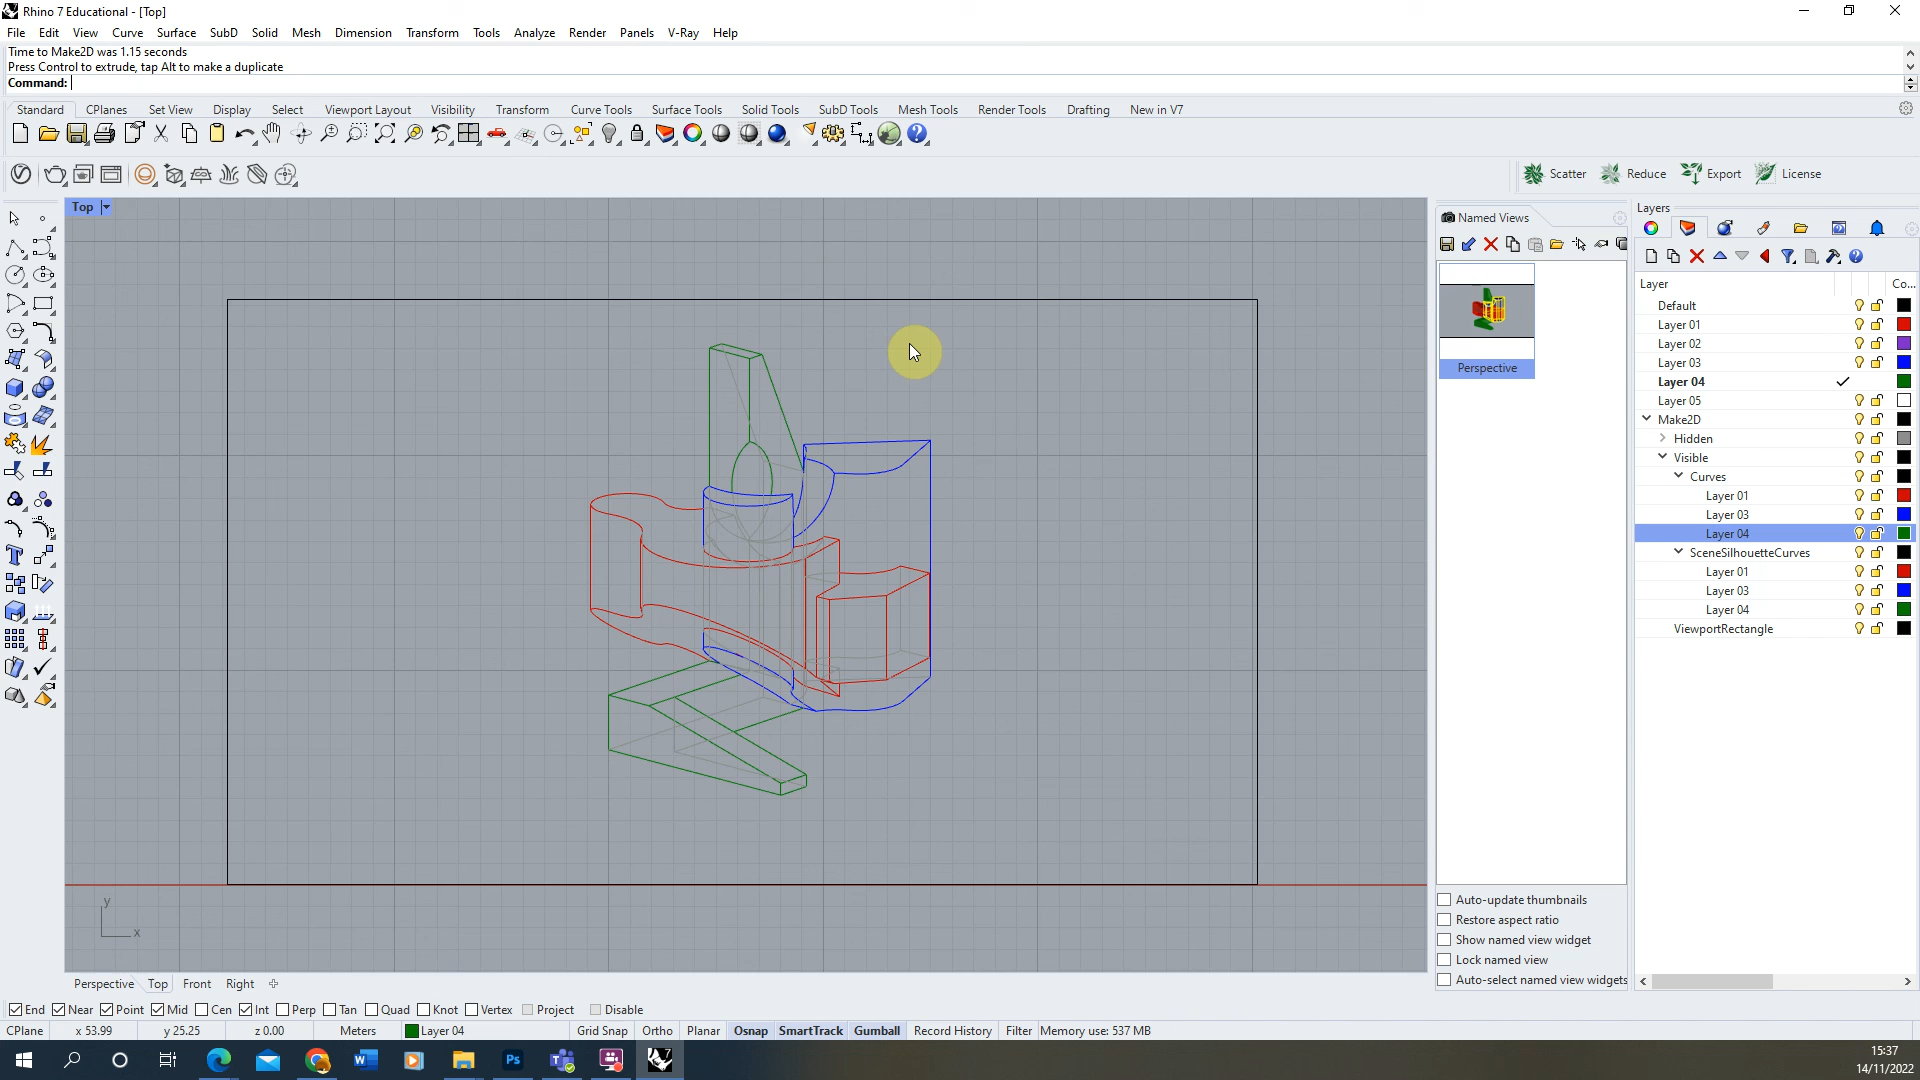 Rhino 7 Educational - [Top]
File Edit View Curve Surface SubD Solid Mesh Dimension Transform Tools Analyze Render Panels V-Ray Help
Time to Make2D was 1.15 seconds
Press Control to extrude, tap Alt to make a duplicate
Command:
Standard CPlanes Set View Display Select Viewport Layout Visibility Transform Curve Tools Surface Tools Solid Tools SubD Tools Mesh Tools Render Tools Drafting New in V7
Scatter Reduce Export License
Top
Named Views
Perspective
Auto-update thumbnails
Restore aspect ratio
Show named view widget
Lock named view
Auto-select named view widgets
Layers
Layer Co...
Default
Layer 01
Layer 02
Layer 03
Layer 04
Layer 05
Make2D
Hidden
Visible
Curves
Layer 01
Layer 03
Layer 04
SceneSilhouetteCurves
Layer 01
Layer 03
Layer 04
ViewportRectangle
y
x
Perspective Top Front Right
End Near Point Mid Cen Int Perp Tan Quad Knot Vertex Project Disable
CPlane x 53.99 y 25.25 z 0.00 Meters Layer 04 Grid Snap Ortho Planar Osnap SmartTrack Gumball Record History Filter Memory use: 537 MB
15:37
14/11/2022